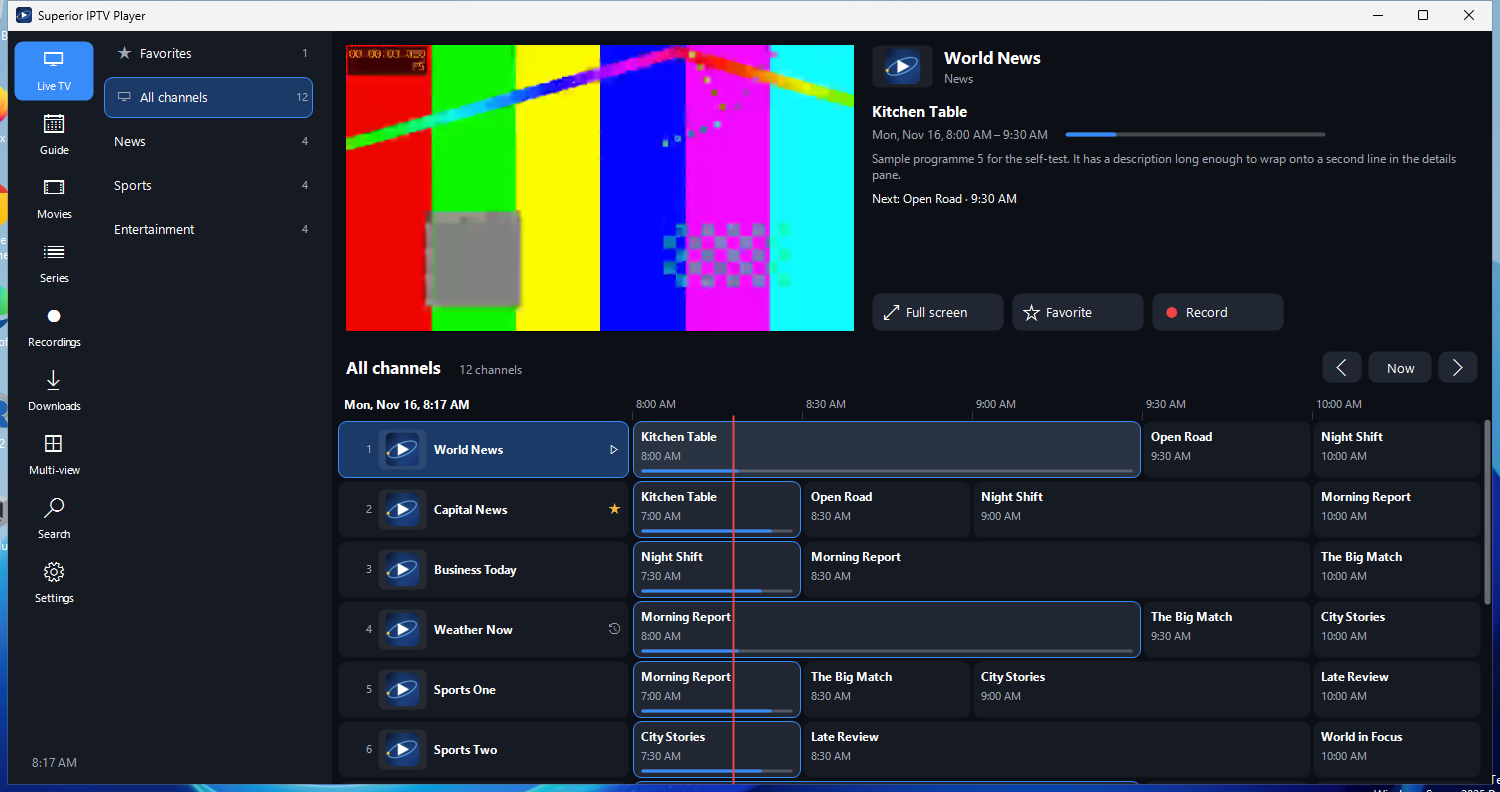 Superior IPTV Player
Live TV
Guide
Movies
Series
Recordings
Downloads
Multi-view
Search
Settings
8:17 AM
Favorites 1
All channels 12
News 4
Sports 4
Entertainment 4
World News
News
Kitchen Table
Mon, Nov 16, 8:00 AM – 9:30 AM
Sample programme 5 for the self-test. It has a description long enough to wrap onto a second line in the details
pane.
Next: Open Road · 9:30 AM
Full screen
Favorite
Record
All channels 12 channels
Now
Mon, Nov 16, 8:17 AM 8:00 AM 8:30 AM 9:00 AM 9:30 AM 10:00 AM
1 World News
Kitchen Table Open Road Night Shift
8:00 AM 9:30 AM 10:00 AM
2 Capital News
Kitchen Table Open Road Night Shift Morning Report
7:00 AM 8:30 AM 9:00 AM 10:00 AM
3 Business Today
Night Shift Morning Report The Big Match
7:30 AM 8:30 AM 10:00 AM
4 Weather Now
Morning Report The Big Match City Stories
8:00 AM 9:30 AM 10:00 AM
5 Sports One
Morning Report The Big Match City Stories Late Review
7:00 AM 8:30 AM 9:00 AM 10:00 AM
6 Sports Two
City Stories Late Review World in Focus
7:30 AM 8:30 AM 10:00 AM